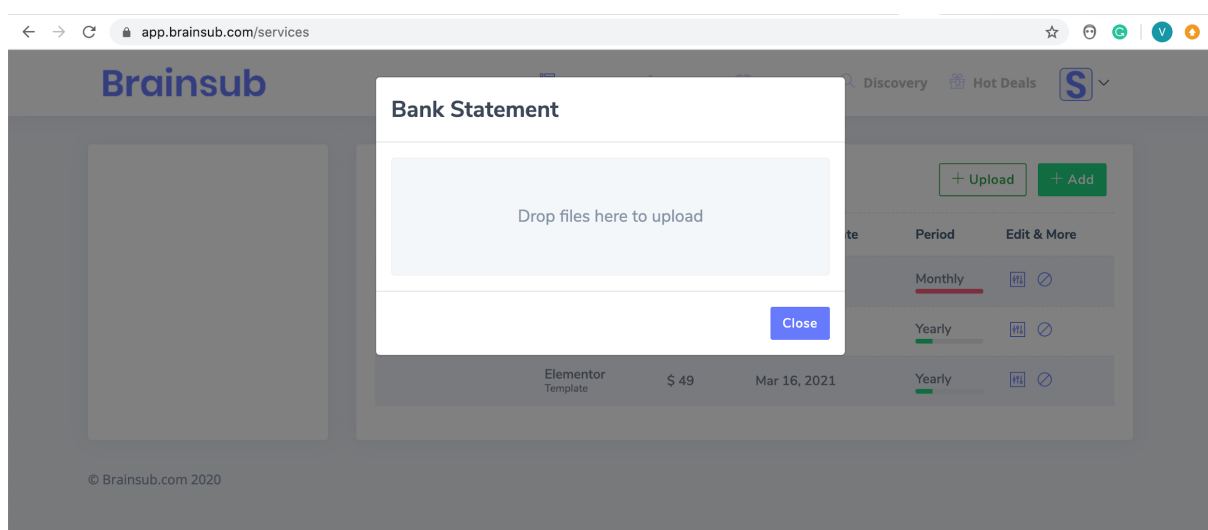 app.brainsub.com/services
V
Brainsub
Discovery
Hot Deals
S
Bank Statement
Drop files here to upload
Close
+ Upload
+ Add
Period
Edit & More
Monthly
Yearly
Elementor
Template
$ 49
Mar 16, 2021
Yearly
© Brainsub.com 2020